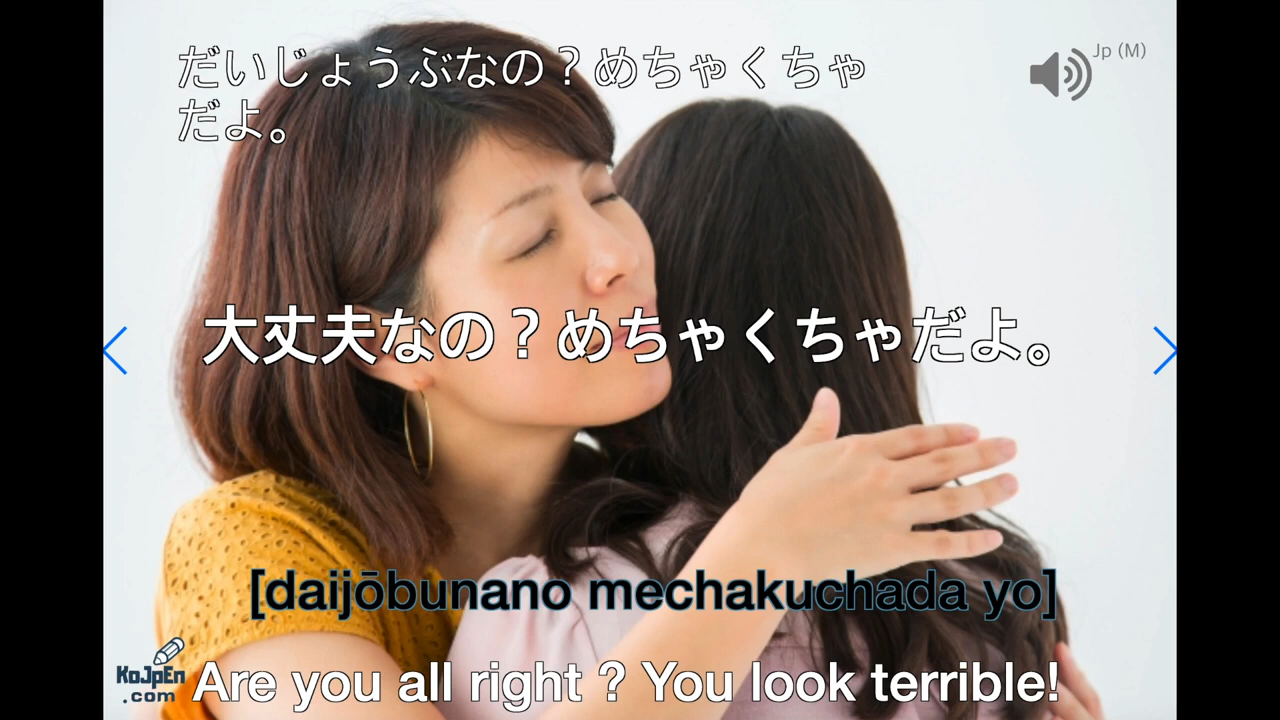 だいじょうぶなの？めちゃくちゃ
だよ。
Jp (M)
大丈夫なの？めちゃくちゃだよ。
[daijōbunano mechakuchada yo]
KoJpEn
.com
Are you all right ? You look terrible!